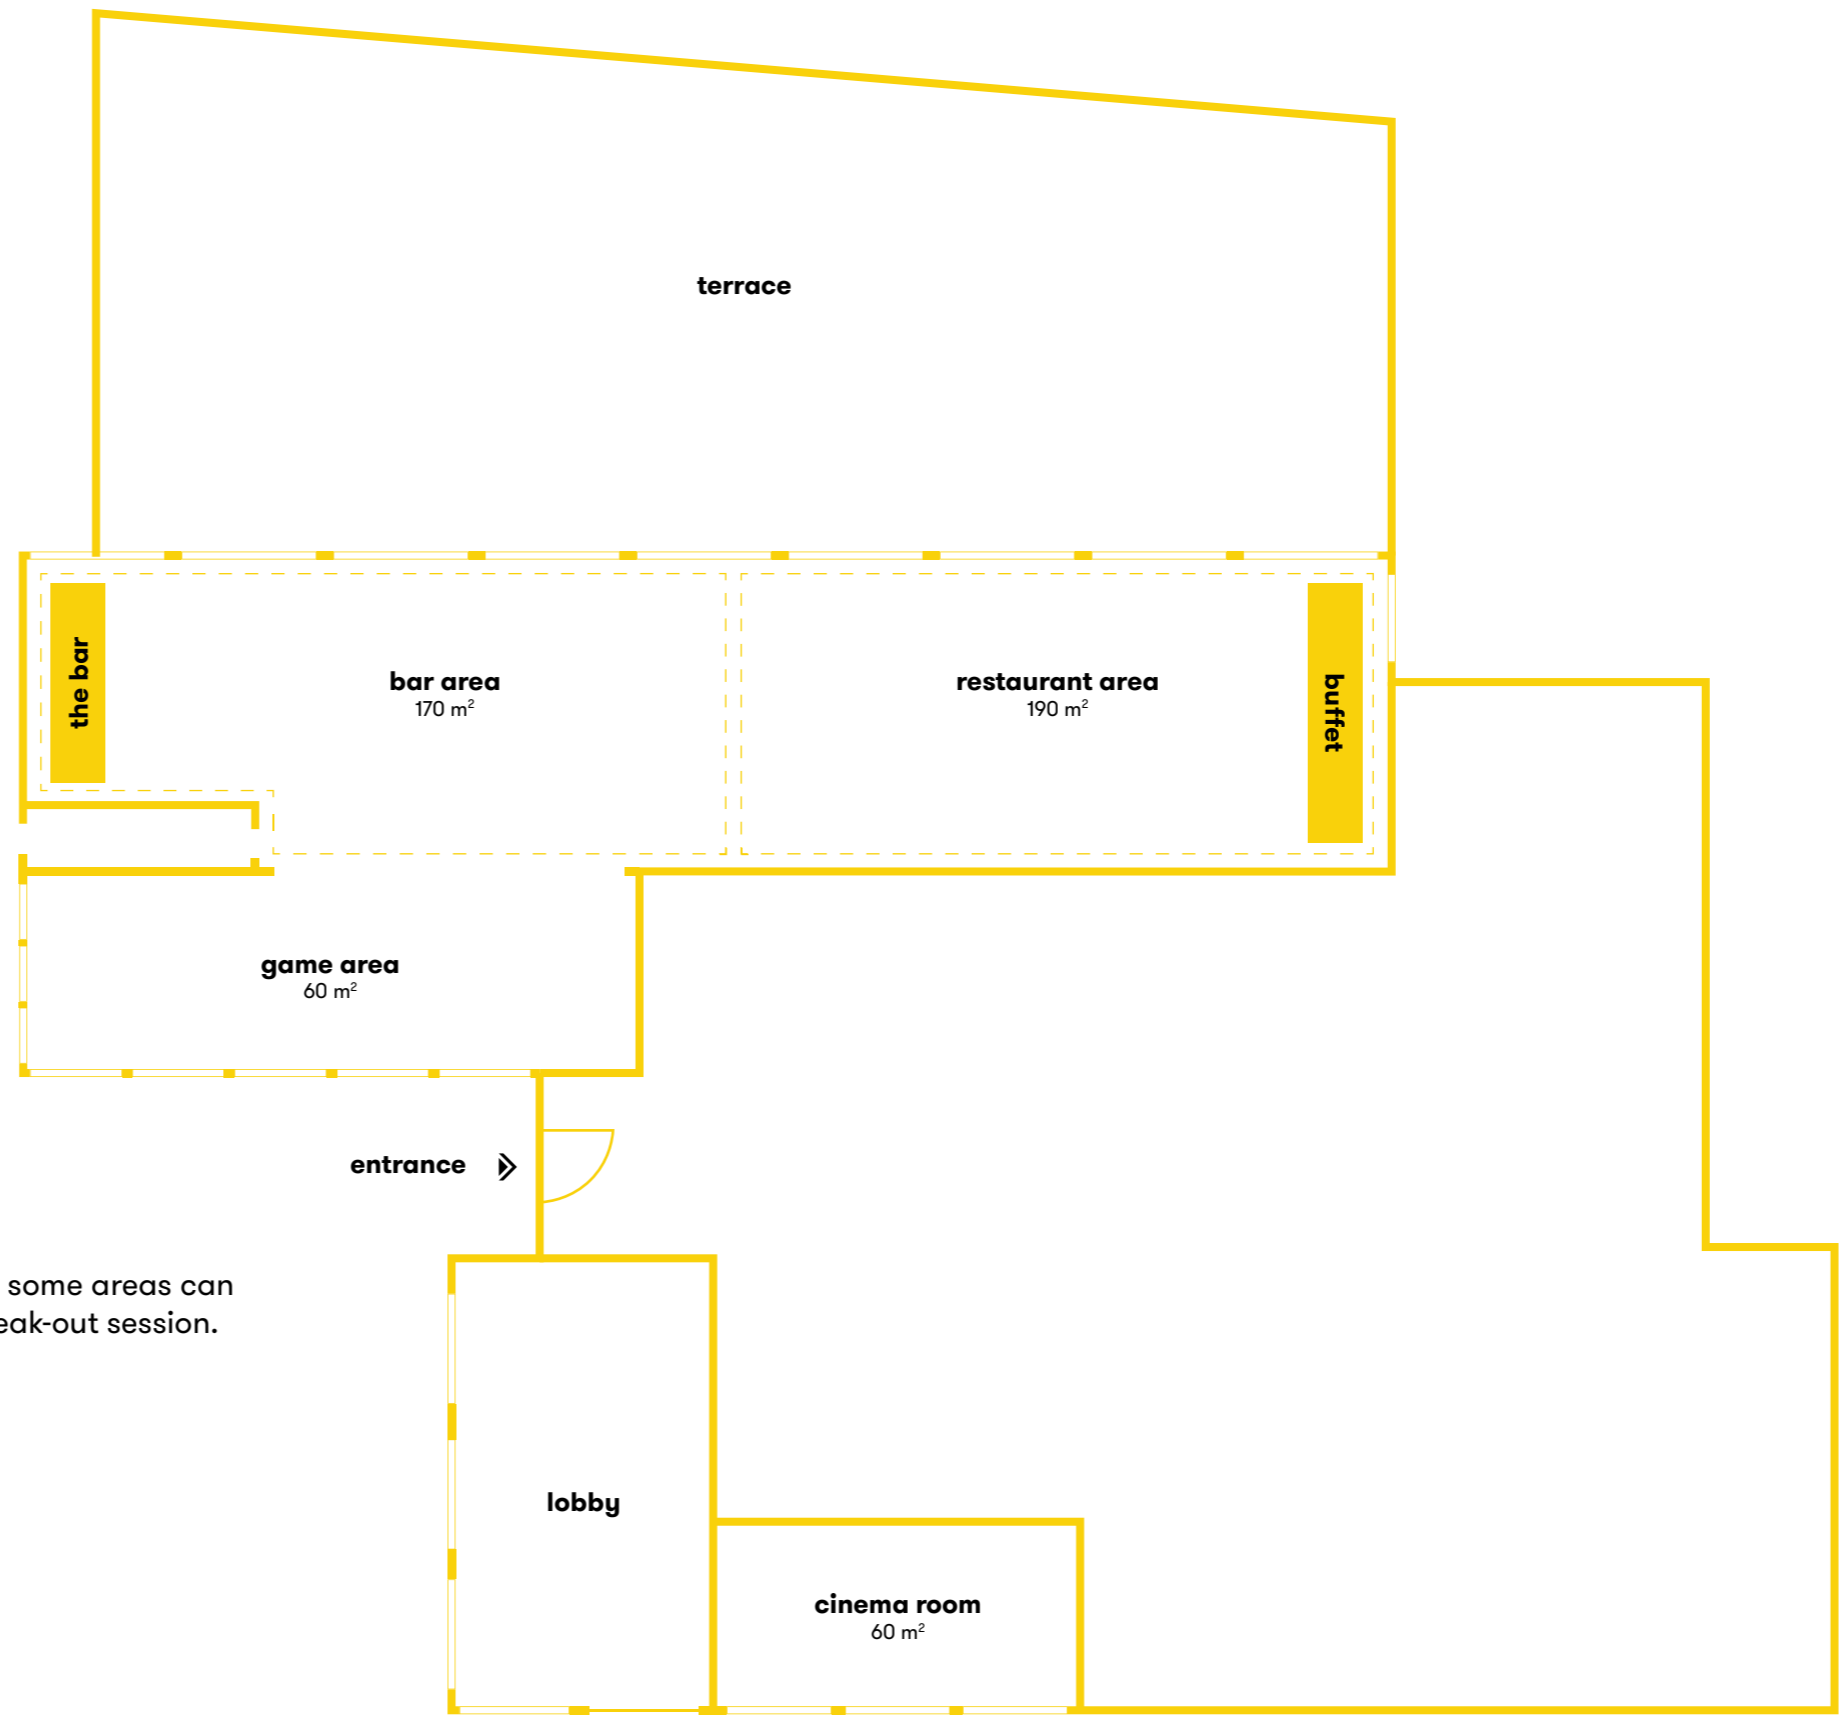 terrace
the bar
bar area
170 m²
restaurant area
190 m²
buffet
game area
60 m²
entrance
some areas can
eak-out session.
lobby
cinema room
60 m²